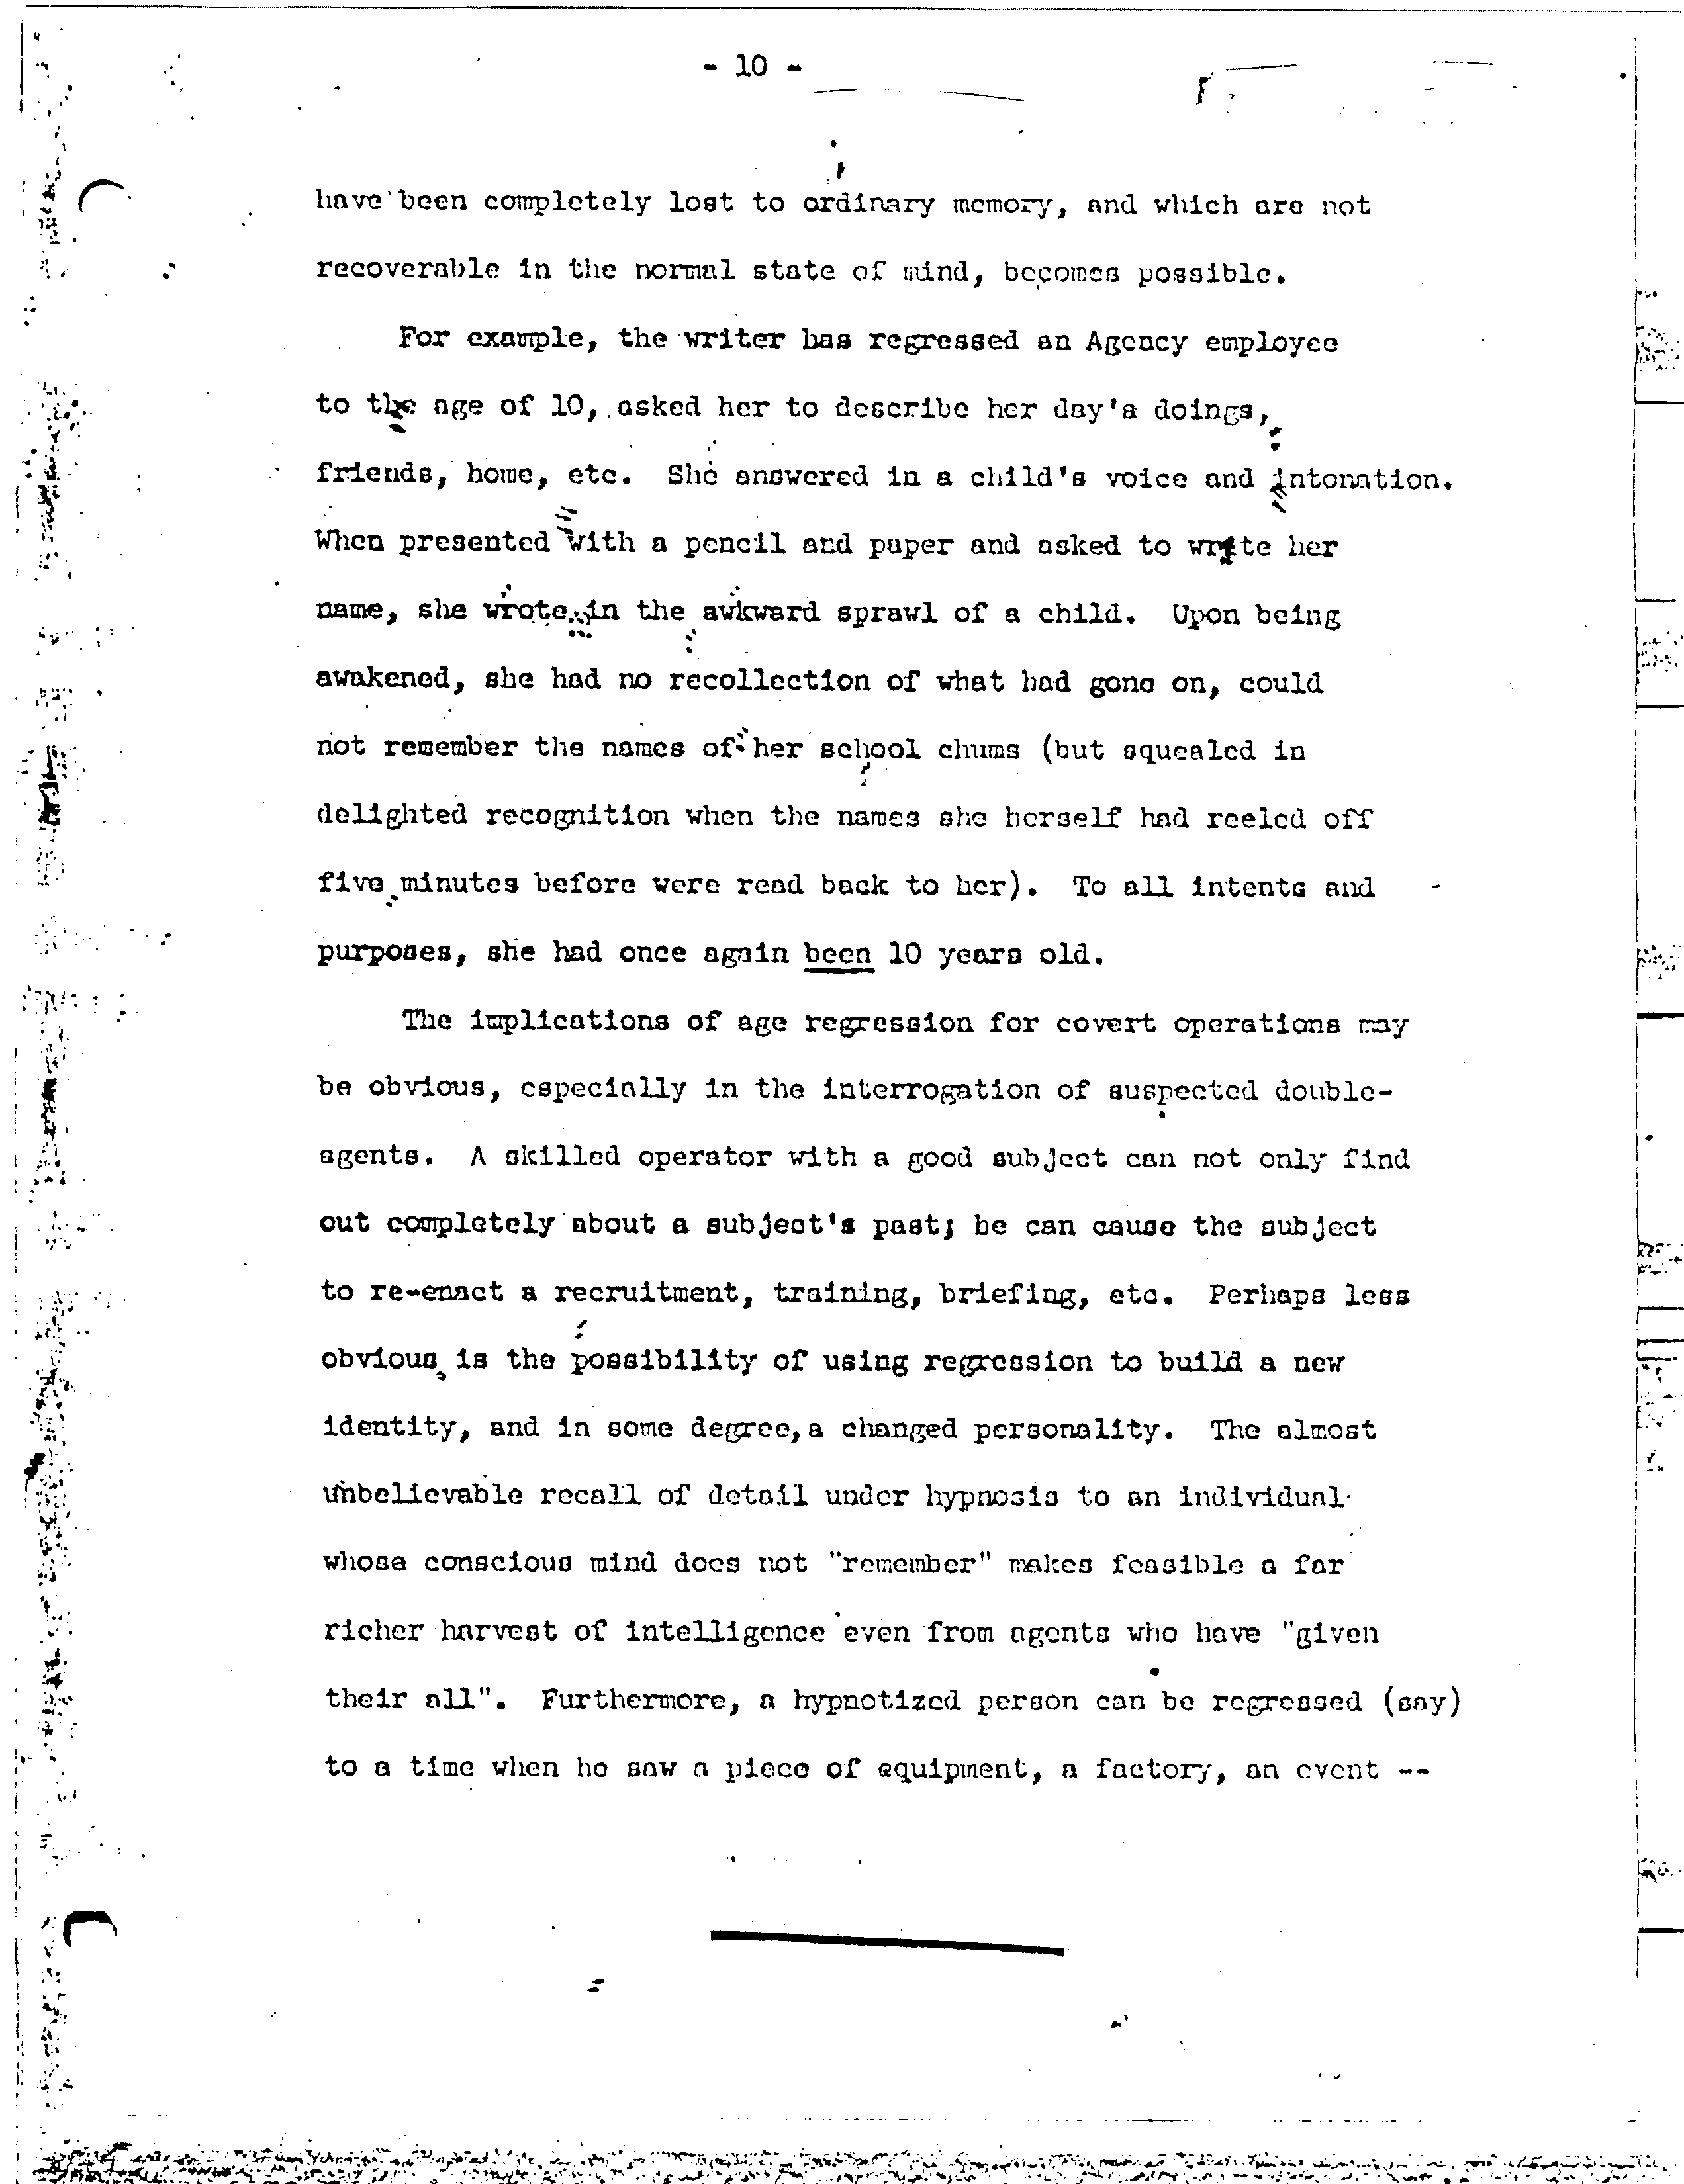 - 10 -
have been completely lost to ordinary memory, and which are not
recoverable in the normal state of mind, becomes possible.
For example, the writer has regressed an Agency employee
to the age of 10, asked her to describe her day'a doings,
friends, home, etc. She answered in a child's voice and intonation.
When presented with a pencil and paper and asked to write her
name, she wrote in the awkward sprawl of a child. Upon being
awakened, she had no recollection of what had gone on, could
not remember the names of her school chums (but squealed in
delighted recognition when the names she herself had reeled off
five minutes before were read back to her). To all intents and
purposes, she had once again been 10 years old.
The implications of age regression for covert operations may
be obvious, especially in the interrogation of suspected double-
agents. A skilled operator with a good subject can not only find
out completely about a subject's past; he can cause the subject
to re-enact a recruitment, training, briefing, etc. Perhaps less
obvious is the possibility of using regression to build a new
identity, and in some degree, a changed personality. The almost
unbelievable recall of detail under hypnosis to an individual
whose conscious mind does not "remember" makes feasible a far
richer harvest of intelligence even from agents who have "given
their all". Furthermore, a hypnotized person can be regressed (say)
to a time when he saw a piece of equipment, a factory, an event --